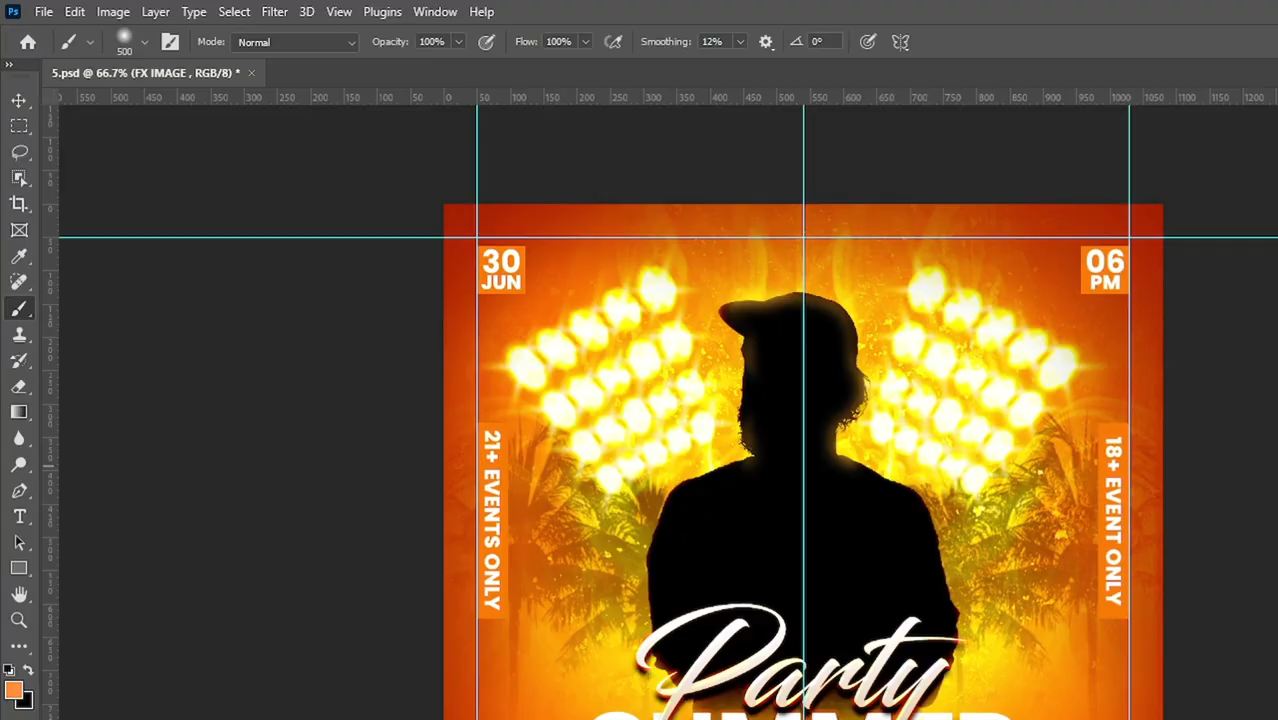 Ps File Edit Image Layer Type Select Filter 3D View Plugins Window Help
500 Mode: Normal Opacity: 100% Flow: 100% Smoothing: 12% 0°
5.psd @ 66.7% (FX IMAGE , RGB/8) * ×
550 500 450 400 350 300 250 200 150 100 50 0 50 100 150 200 250 300 350 400 450 500 550 600 650 700 750 800 850 900 950 1000 1050 1100 1150 1200
30
JUN
06
PM
21+ EVENTS ONLY
18+ EVENT ONLY
Party
SUMMER